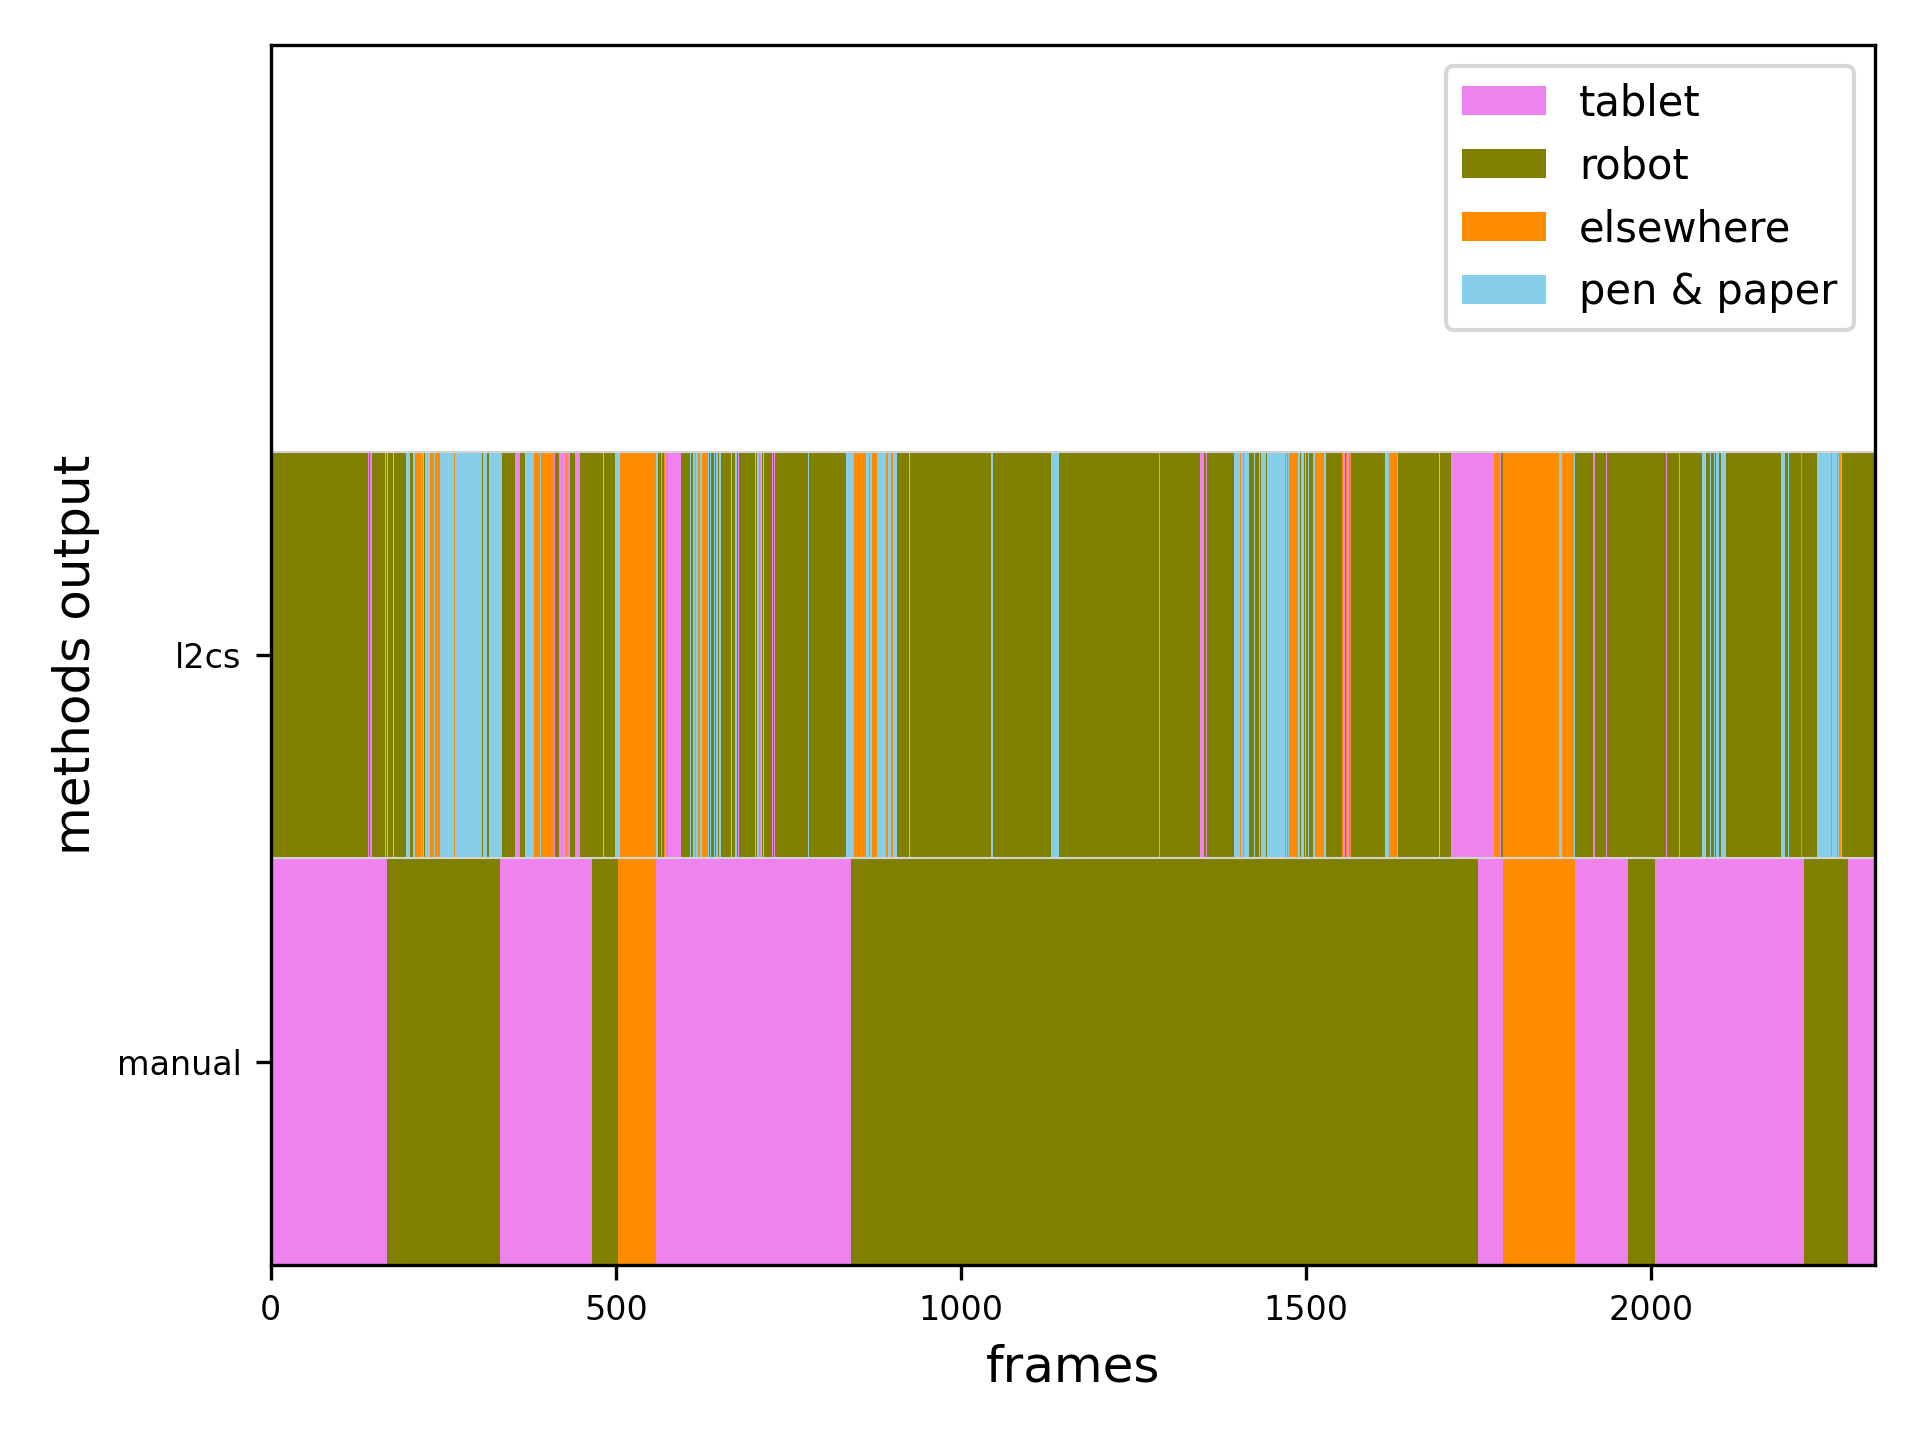 tablet
robot
elsewhere
pen & paper
methods output
l2cs
manual
0 500 1000 1500 2000
frames